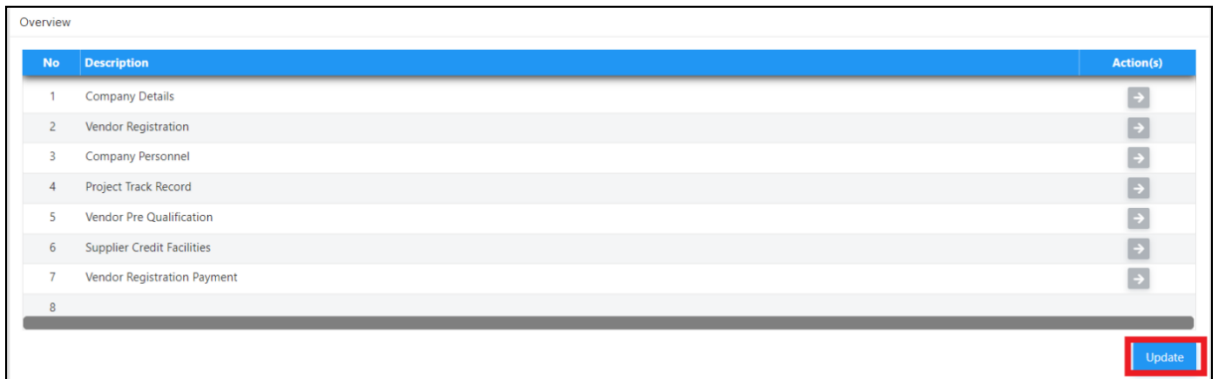 Overview
No Description Action(s)
1 Company Details
2 Vendor Registration
3 Company Personnel
4 Project Track Record
5 Vendor Pre Qualification
6 Supplier Credit Facilities
7 Vendor Registration Payment
8
Update